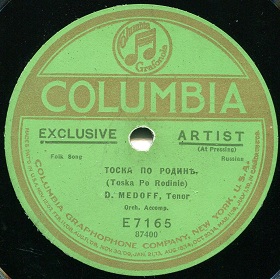 Columbia
Grafonola
COLUMBIA
EXCLUSIVE ARTIST
Folk Song
(At Pressing)
Russian
ТОСКА ПО РОДИНѢ.
(Toska Po Rodinie)
D. MEDOFF, Tenor
Orch. Accomp.
E7165
87400
COLUMBIA GRAPHOPHONE COMPANY, NEW YORK, U.S.A.